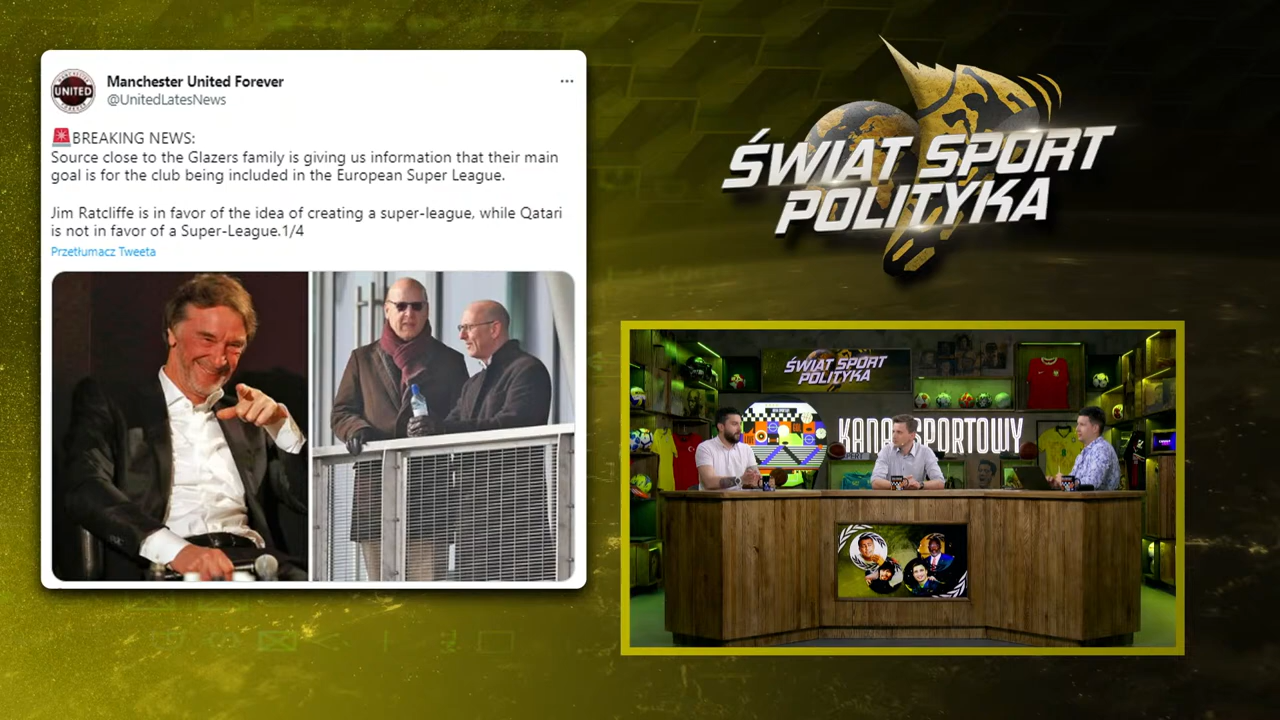 Manchester United Forever
@UnitedLatesNews
UNITED
🚨BREAKING NEWS:
Source close to the Glazers family is giving us information that their main
goal is for the club being included in the European Super League.
Jim Ratcliffe is in favor of the idea of creating a super-league, while Qatari
is not in favor of a Super-League.1/4
Przetłumacz Tweeta
ŚWIAT SPORT
POLITYKA
ŚWIAT SPORT
POLITYKA